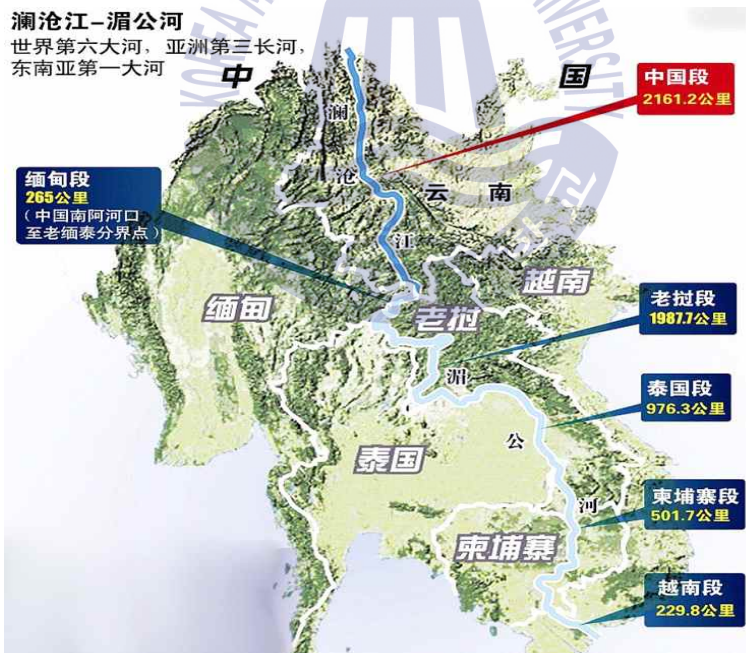 澜沧江-湄公河
世界第六大河，亚洲第三长河，
东南亚第一大河
中 国
中国段
2161.2公里
澜
沧
江
云 南
缅甸段
265公里
(中国南阿河口
至老缅泰分界点)
越南
缅甸
老挝
老挝段
1987.7公里
湄
泰国段
976.3公里
公
泰国
河
柬埔寨段
501.7公里
柬埔寨
越南段
229.8公里
KOREA
UNIVERSITY